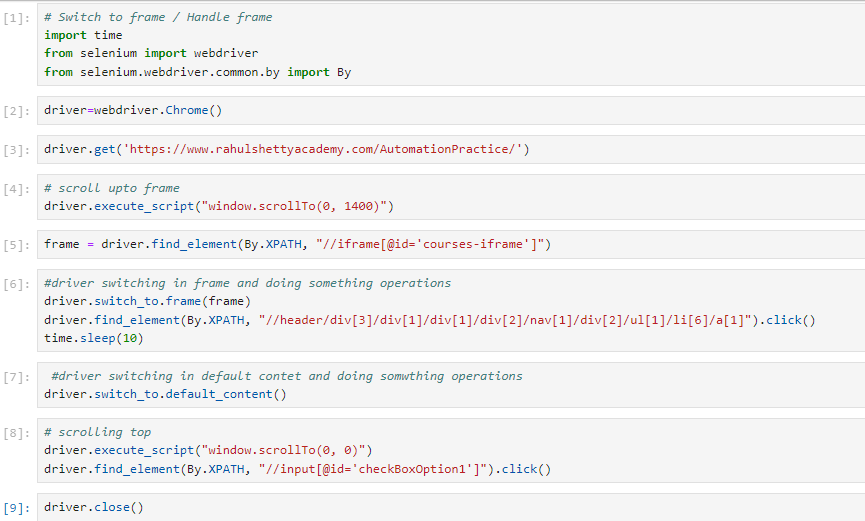 [1]: # Switch to frame / Handle frame
import time
from selenium import webdriver
from selenium.webdriver.common.by import By
[2]: driver=webdriver.Chrome()
[3]: driver.get('https://www.rahulshettyacademy.com/AutomationPractice/')
[4]: # scroll upto frame
driver.execute_script("window.scrollTo(0, 1400)")
[5]: frame = driver.find_element(By.XPATH, "//iframe[@id='courses-iframe']")
[6]: #driver switching in frame and doing something operations
driver.switch_to.frame(frame)
driver.find_element(By.XPATH, "//header/div[3]/div[1]/div[1]/div[2]/nav[1]/div[2]/ul[1]/li[6]/a[1]").click()
time.sleep(10)
[7]: #driver switching in default contet and doing somwthing operations
driver.switch_to.default_content()
[8]: # scrolling top
driver.execute_script("window.scrollTo(0, 0)")
driver.find_element(By.XPATH, "//input[@id='checkBoxOption1']").click()
[9]: driver.close()